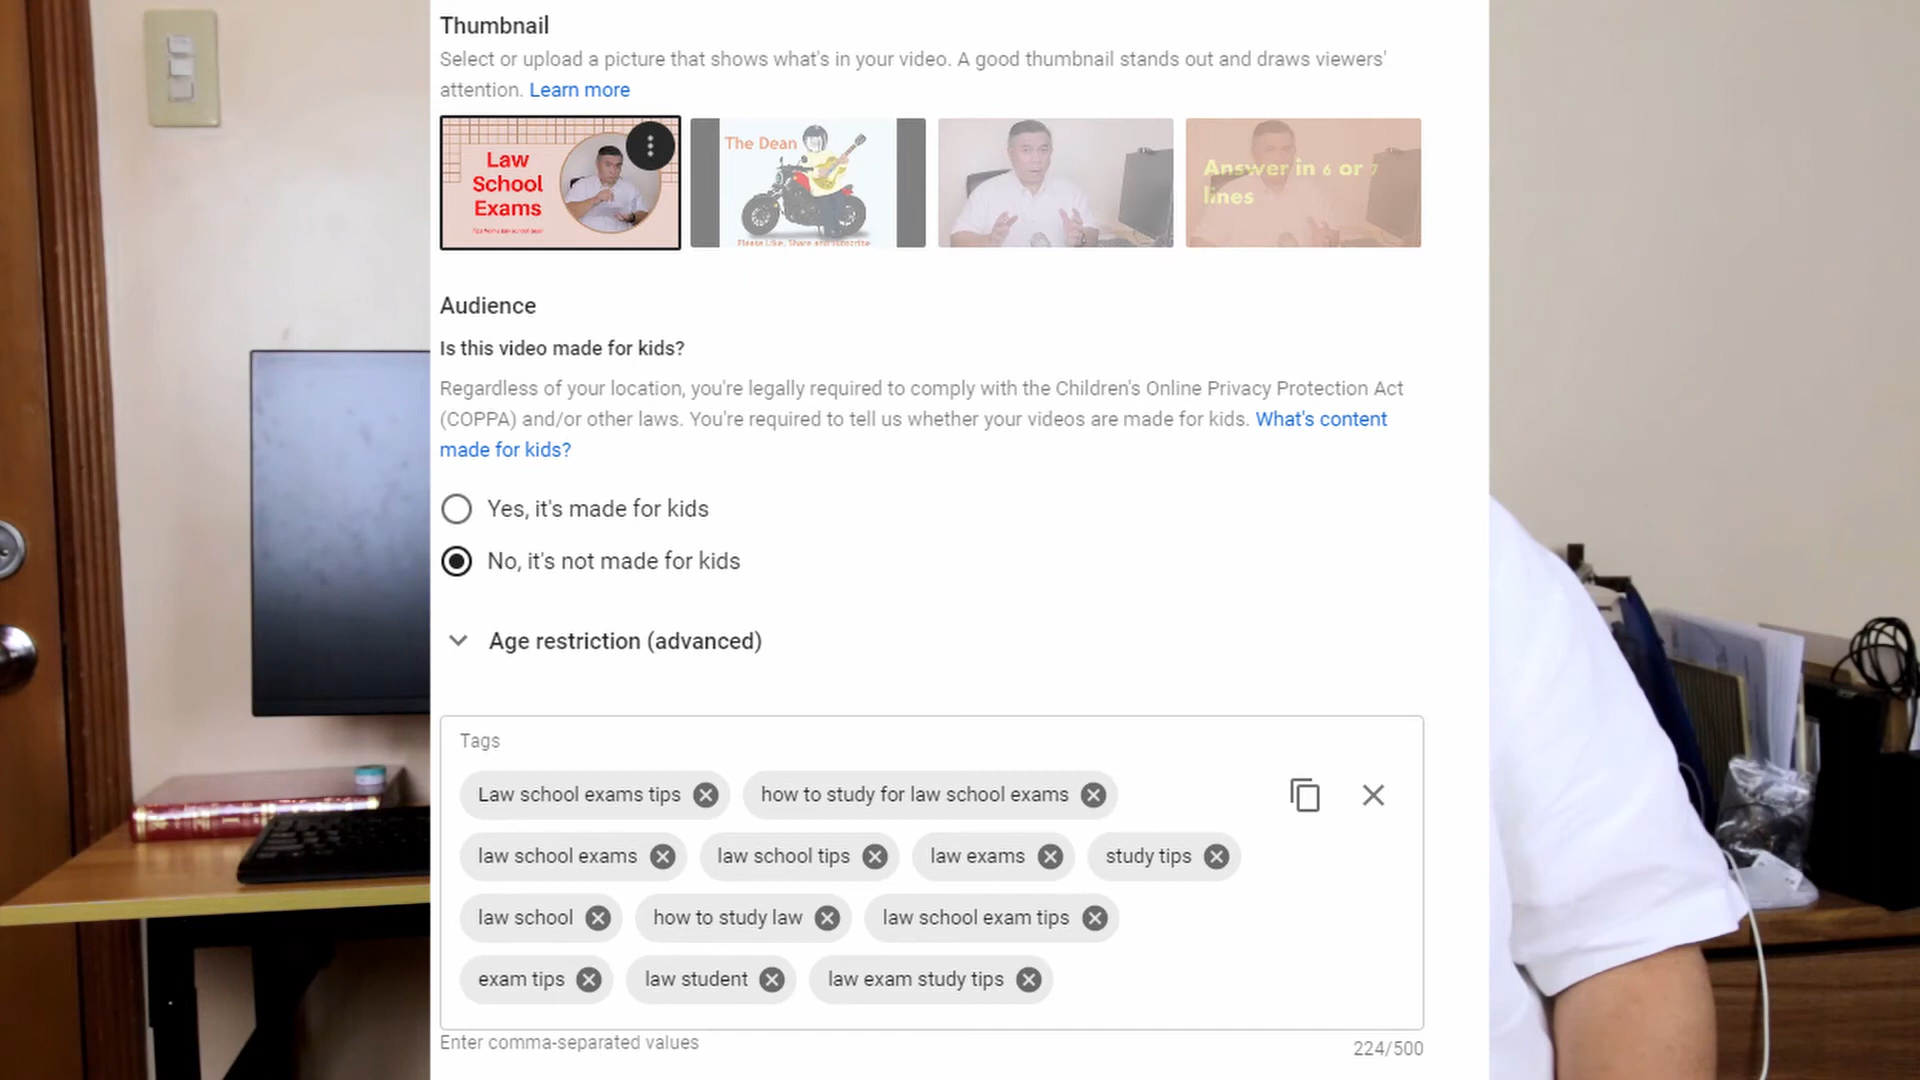 Thumbnail
Select or upload a picture that shows what's in your video. A good thumbnail stands out and draws viewers'
attention. Learn more
Law
School
Exams
The Dean
Please Like, Share and subscribe
Answer in 6 or 7
lines
Audience
Is this video made for kids?
Regardless of your location, you're legally required to comply with the Children's Online Privacy Protection Act
(COPPA) and/or other laws. You're required to tell us whether your videos are made for kids. What's content
made for kids?
Yes, it's made for kids
No, it's not made for kids
Age restriction (advanced)
Tags
Law school exams tips
how to study for law school exams
law school exams
law school tips
law exams
study tips
law school
how to study law
law school exam tips
exam tips
law student
law exam study tips
Enter comma-separated values
224/500